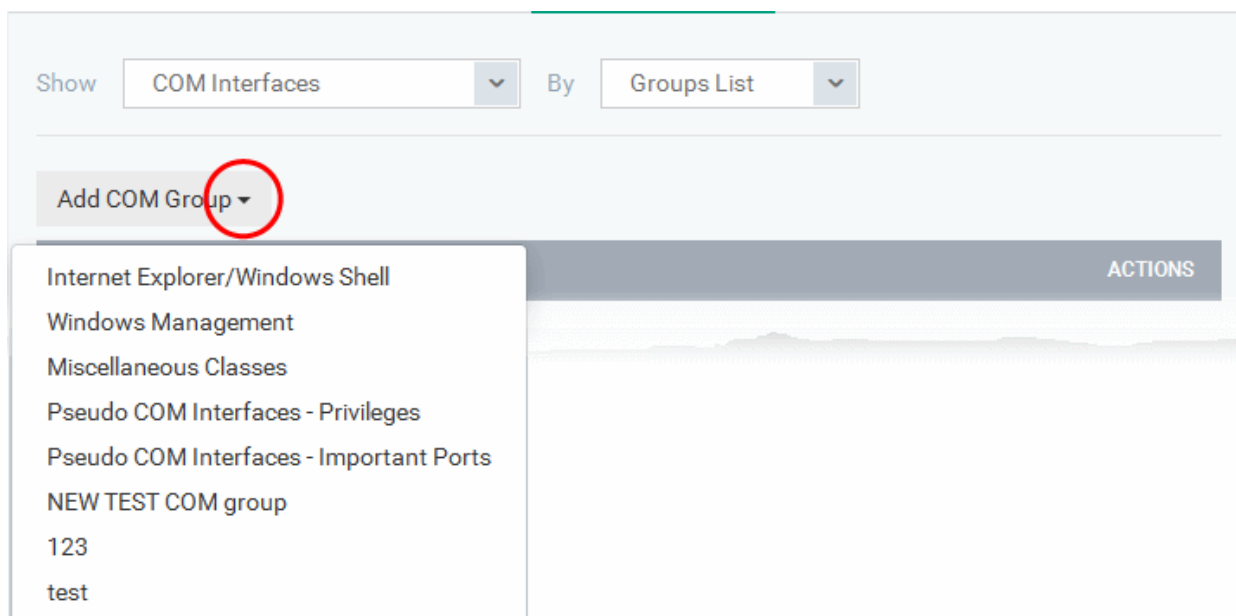 Show COM Interfaces By Groups List
Add COM Group
ACTIONS
Internet Explorer/Windows Shell
Windows Management
Miscellaneous Classes
Pseudo COM Interfaces - Privileges
Pseudo COM Interfaces - Important Ports
NEW TEST COM group
123
test